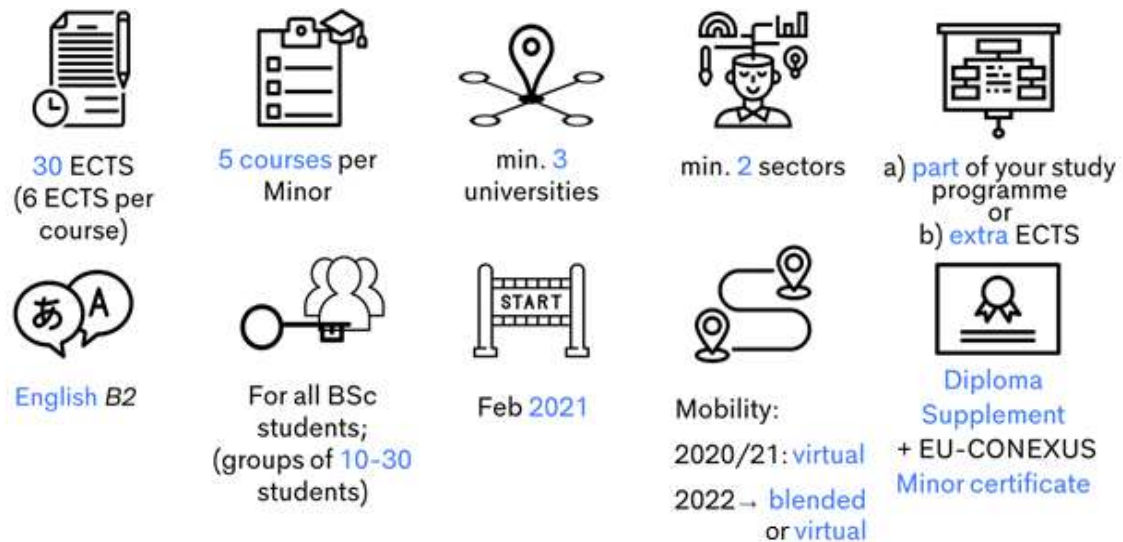 30 ECTS
(6 ECTS per
course)
5 courses per
Minor
min. 3
universities
min. 2 sectors
a) part of your study
programme
or
b) extra ECTS
あ A
English B2
For all BSc
students;
(groups of 10-30
students)
START
Feb 2021
Mobility:
2020/21: virtual
2022→ blended
or virtual
Diploma
Supplement
+ EU-CONEXUS
Minor certificate